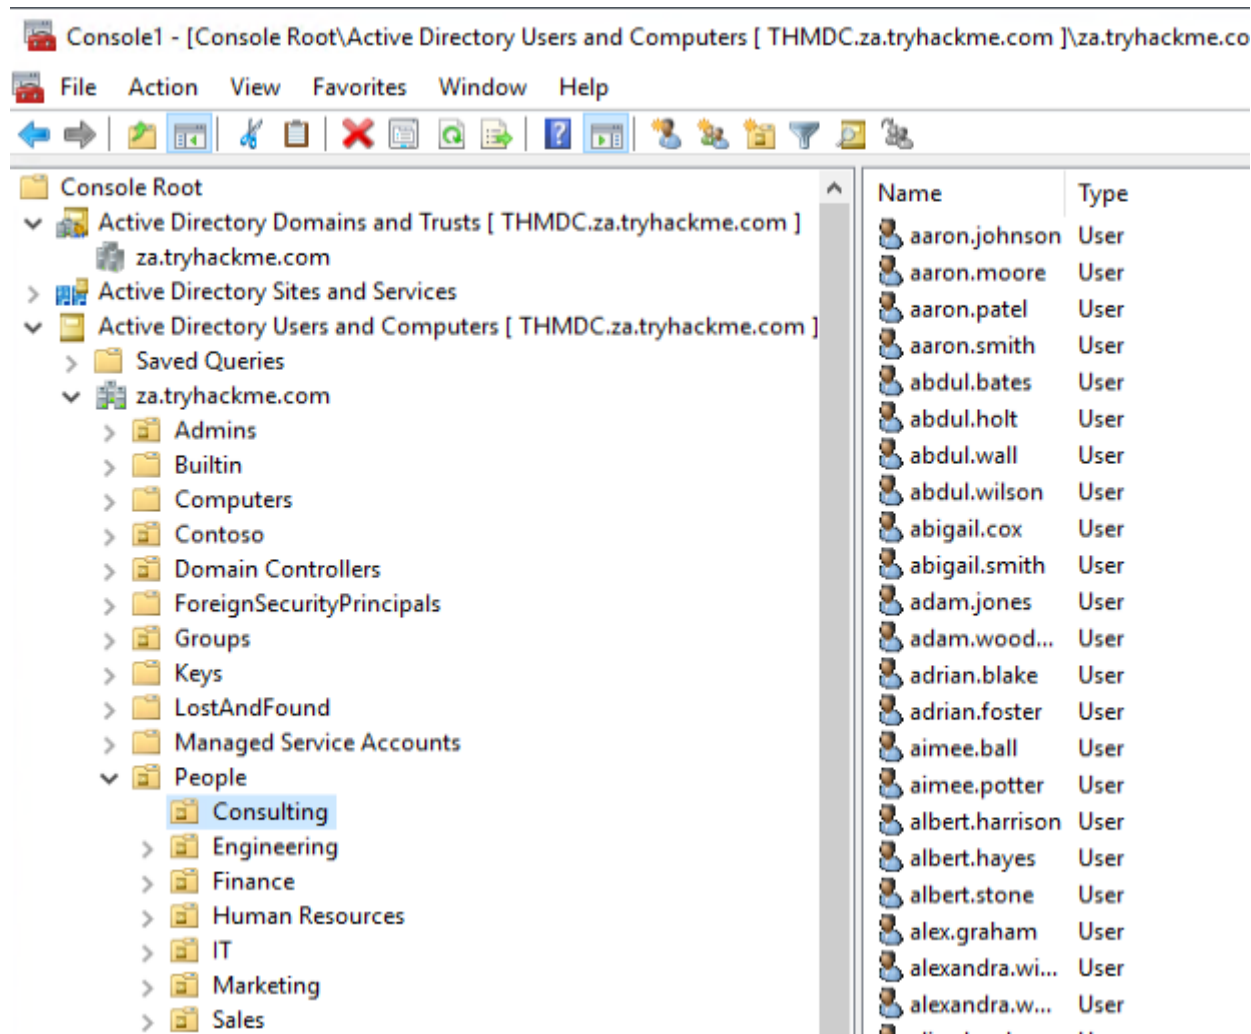 Console1 - [Console Root\Active Directory Users and Computers [ THMDC.za.tryhackme.com ]\za.tryhackme.co
File Action View Favorites Window Help
Console Root
Active Directory Domains and Trusts [ THMDC.za.tryhackme.com ]
za.tryhackme.com
Active Directory Sites and Services
Active Directory Users and Computers [ THMDC.za.tryhackme.com ]
Saved Queries
za.tryhackme.com
Admins
Builtin
Computers
Contoso
Domain Controllers
ForeignSecurityPrincipals
Groups
Keys
LostAndFound
Managed Service Accounts
People
Consulting
Engineering
Finance
Human Resources
IT
Marketing
Sales
Name Type
aaron.johnson User
aaron.moore User
aaron.patel User
aaron.smith User
abdul.bates User
abdul.holt User
abdul.wall User
abdul.wilson User
abigail.cox User
abigail.smith User
adam.jones User
adam.wood... User
adrian.blake User
adrian.foster User
aimee.ball User
aimee.potter User
albert.harrison User
albert.hayes User
albert.stone User
alex.graham User
alexandra.wi... User
alexandra.w... User